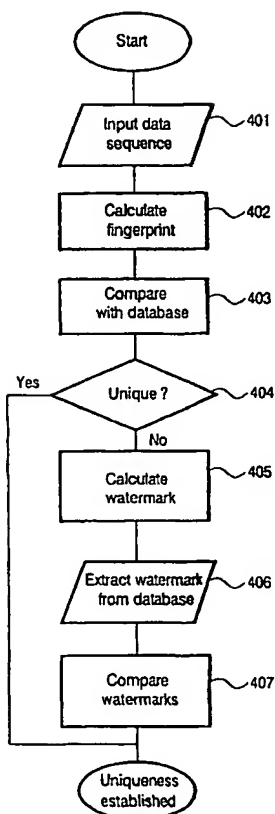 Start
Input data
sequence
401
Calculate
fingerprint
402
Compare
with database
403
Yes
Unique ?
404
No
Calculate
watermark
405
Extract watermark
from database
406
Compare
watermarks
407
Uniqueness
established